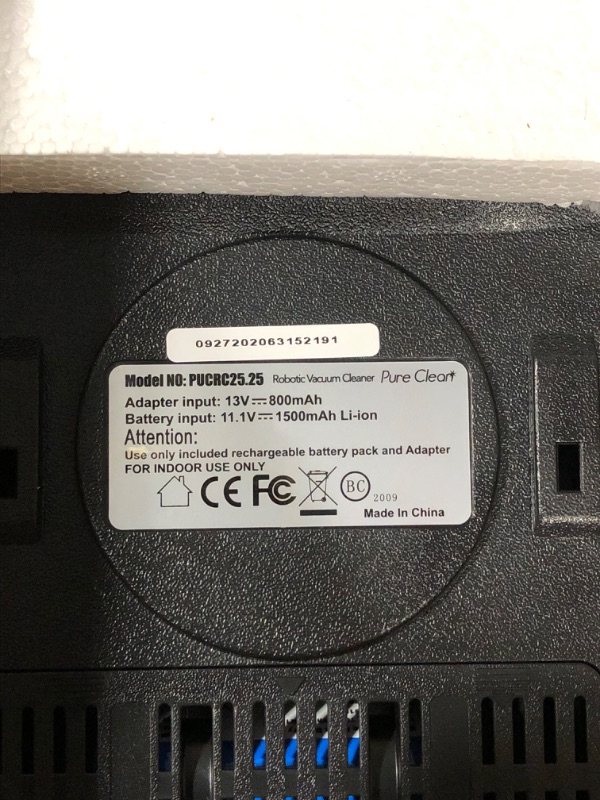 0927202063152191
Model NO: PUCRC25.25 Robotic Vacuum Cleaner Pure Clean
Adapter input: 13V⎓800mAh
Battery input: 11.1V⎓1500mAh Li-ion
Attention:
Use only included rechargeable battery pack and Adapter
FOR INDOOR USE ONLY
CE FC BC 2009
Made In China